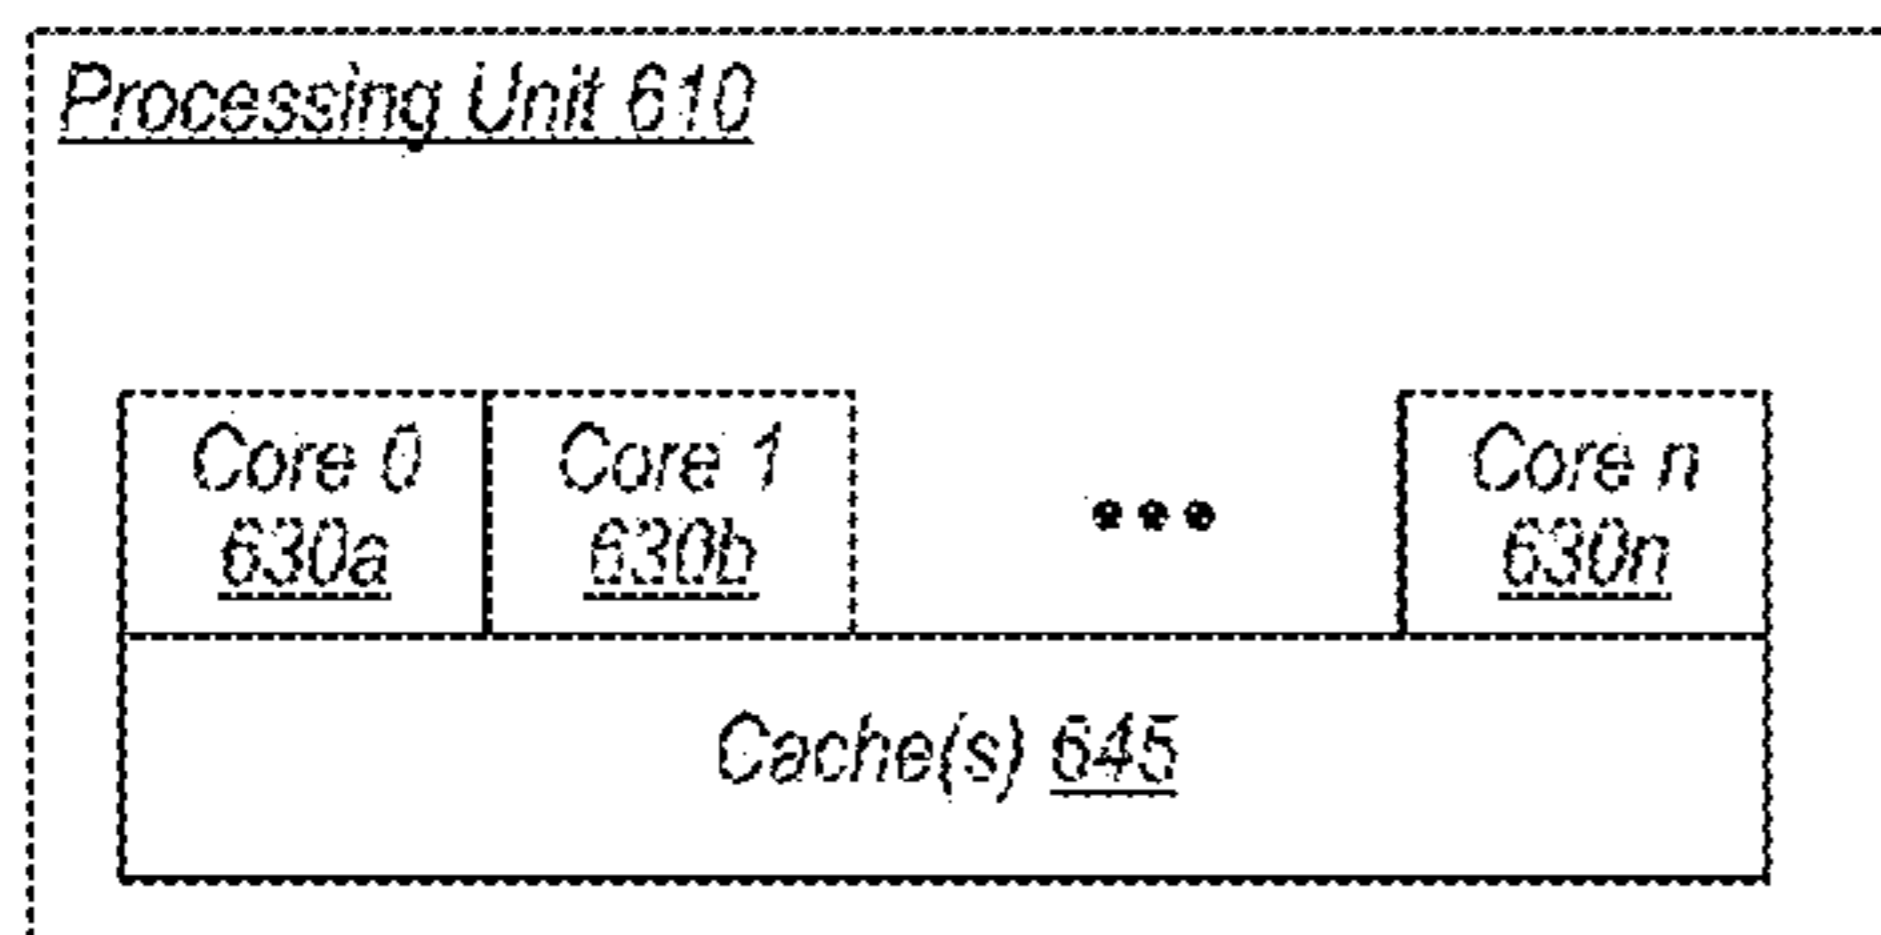 Processing Unit 610
Core 0
630a
Core 1
630b
•••
Core n
630n
Cache(s) 645